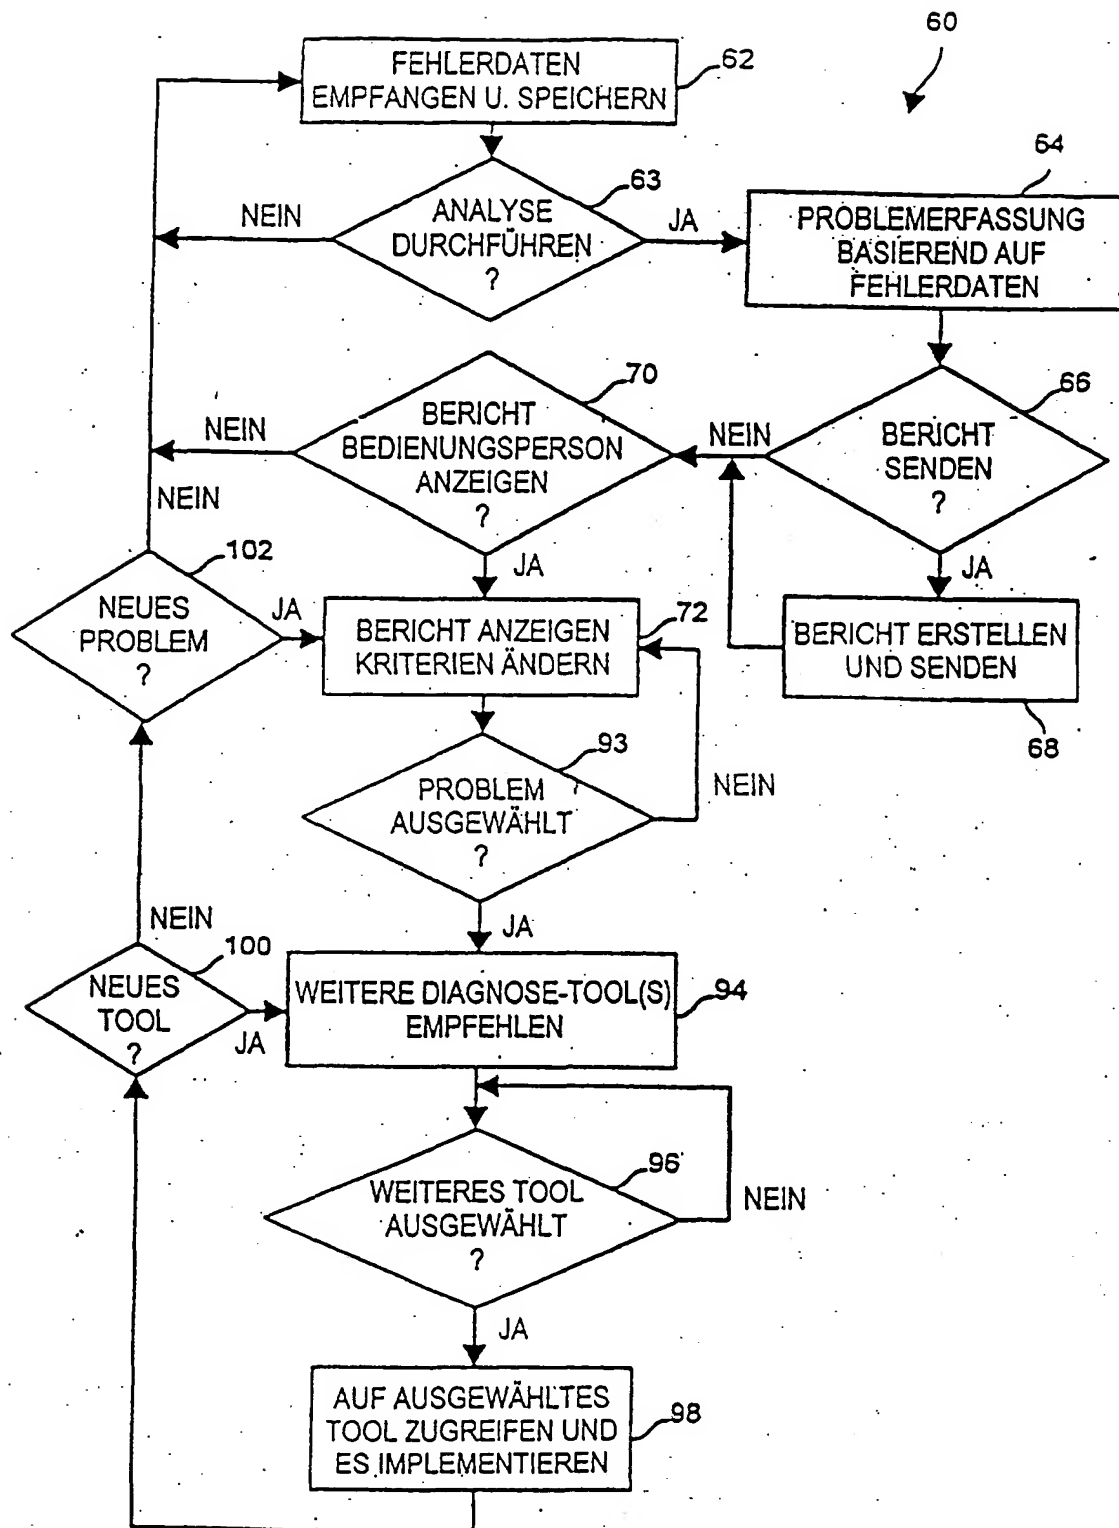 60
FEHLERDATEN
EMPFANGEN U. SPEICHERN
62
63
ANALYSE
DURCHFÜHREN
?
NEIN
JA
64
PROBLEMERFASSUNG
BASIEREND AUF
FEHLERDATEN
66
BERICHT
SENDEN
?
NEIN
JA
BERICHT ERSTELLEN
UND SENDEN
68
70
BERICHT
BEDIENUNGSPERSON
ANZEIGEN
?
NEIN
JA
NEIN
102
NEUES
PROBLEM
?
JA
BERICHT ANZEIGEN
KRITERIEN ÄNDERN
72
93
PROBLEM
AUSGEWÄHLT
?
NEIN
JA
NEIN
100
NEUES
TOOL
?
JA
WEITERE DIAGNOSE-TOOL(S)
EMPFEHLEN
94
96
WEITERES TOOL
AUSGEWÄHLT
?
NEIN
JA
AUF AUSGEWÄHLTES
TOOL ZUGREIFEN UND
ES IMPLEMENTIEREN
98